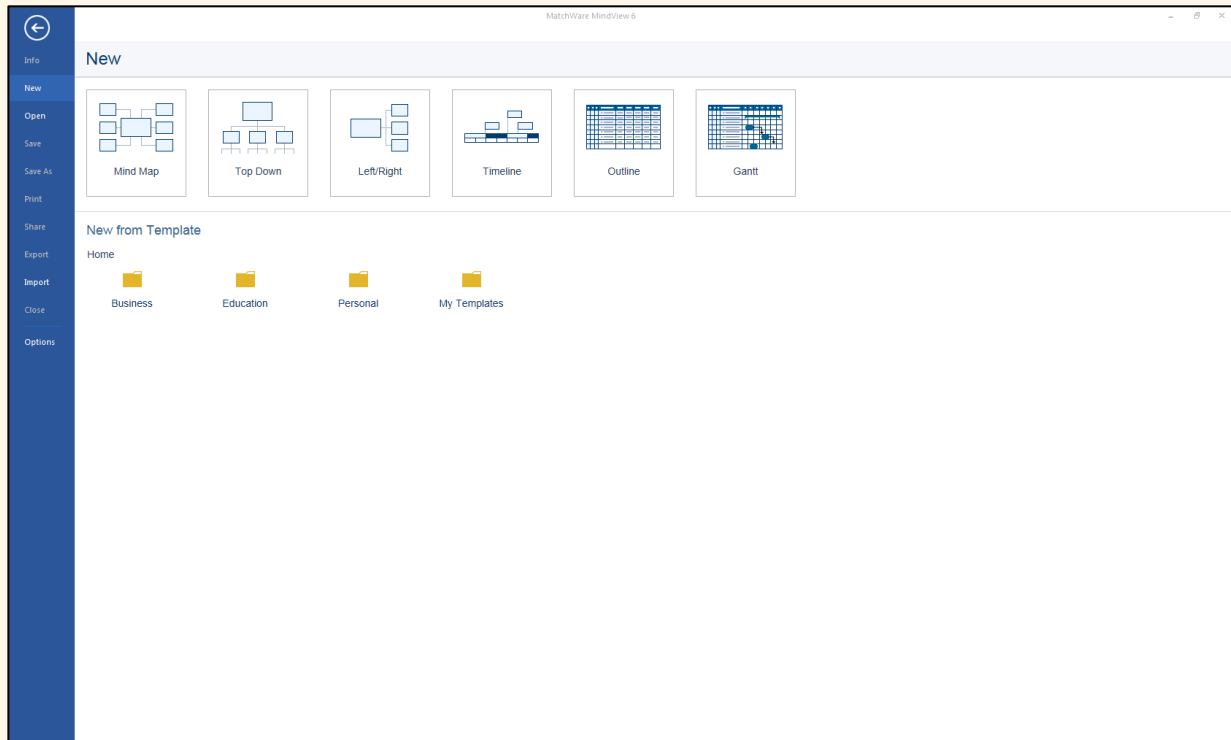 MatchWare MindView 6
Info
New
Open
Save
Save As
Print
Share
Export
Import
Close
Options
New
Mind Map
Top Down
Left/Right
Timeline
Outline
Gantt
New from Template
Home
Business
Education
Personal
My Templates